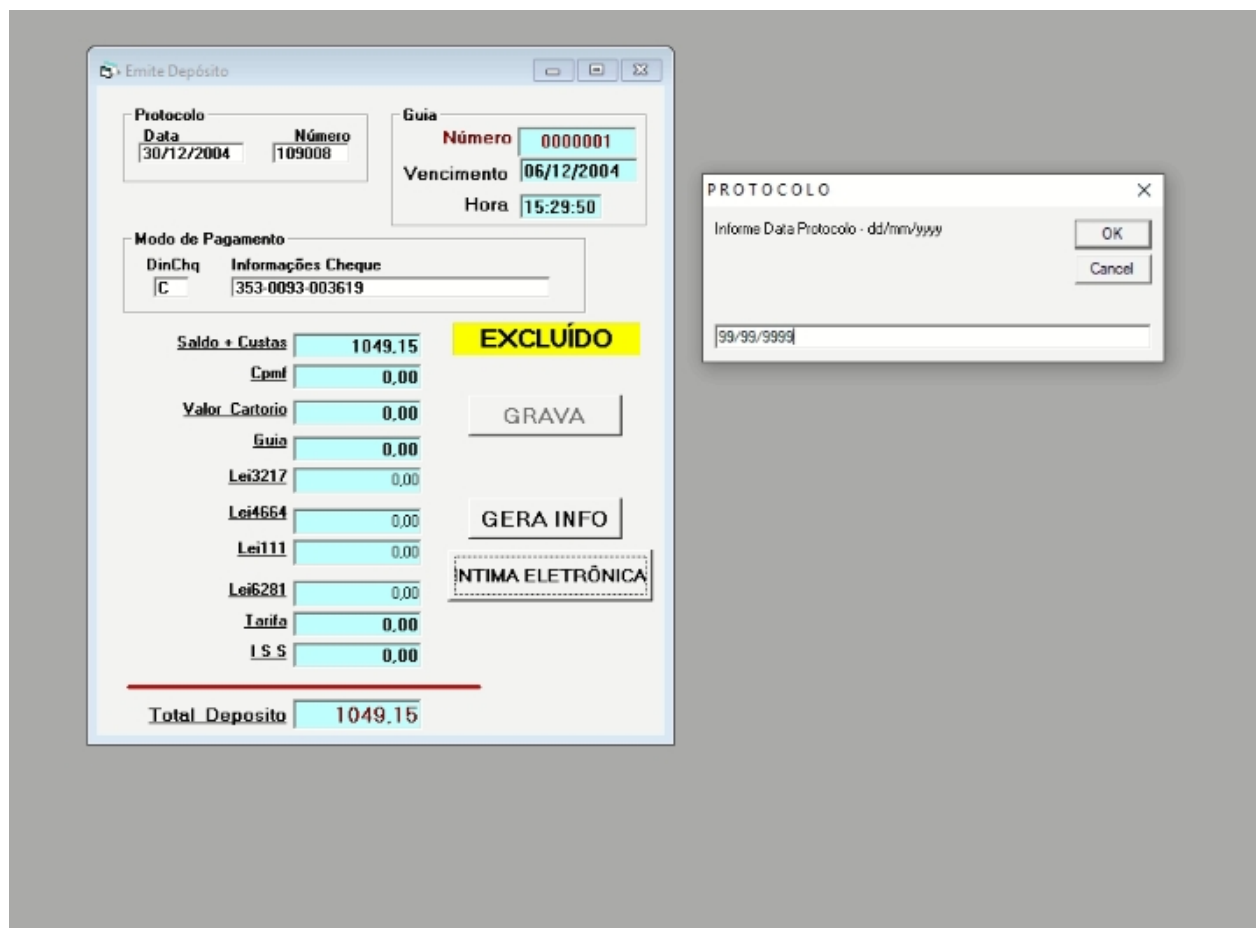 Emite Depósito
Protocolo
Data Número
30/12/2004 109008
Guia
Número 0000001
Vencimento 06/12/2004
Hora 15:29:50
Modo de Pagamento
DinChq Informações Cheque
C 353-0093-003619
Saldo + Custas 1049,15
EXCLUÍDO
Cpmf 0,00
Valor Cartorio 0,00
GRAVA
Guia 0,00
Lei3217 0,00
Lei4664 0,00
GERA INFO
Lei111 0,00
NTIMA ELETRÔNICA
Lei6281 0,00
Tarifa 0,00
I S S 0,00
Total Deposito 1049,15
PROTOCOLO
Informe Data Protocolo - dd/mm/yyyy
OK
Cancel
99/99/9999